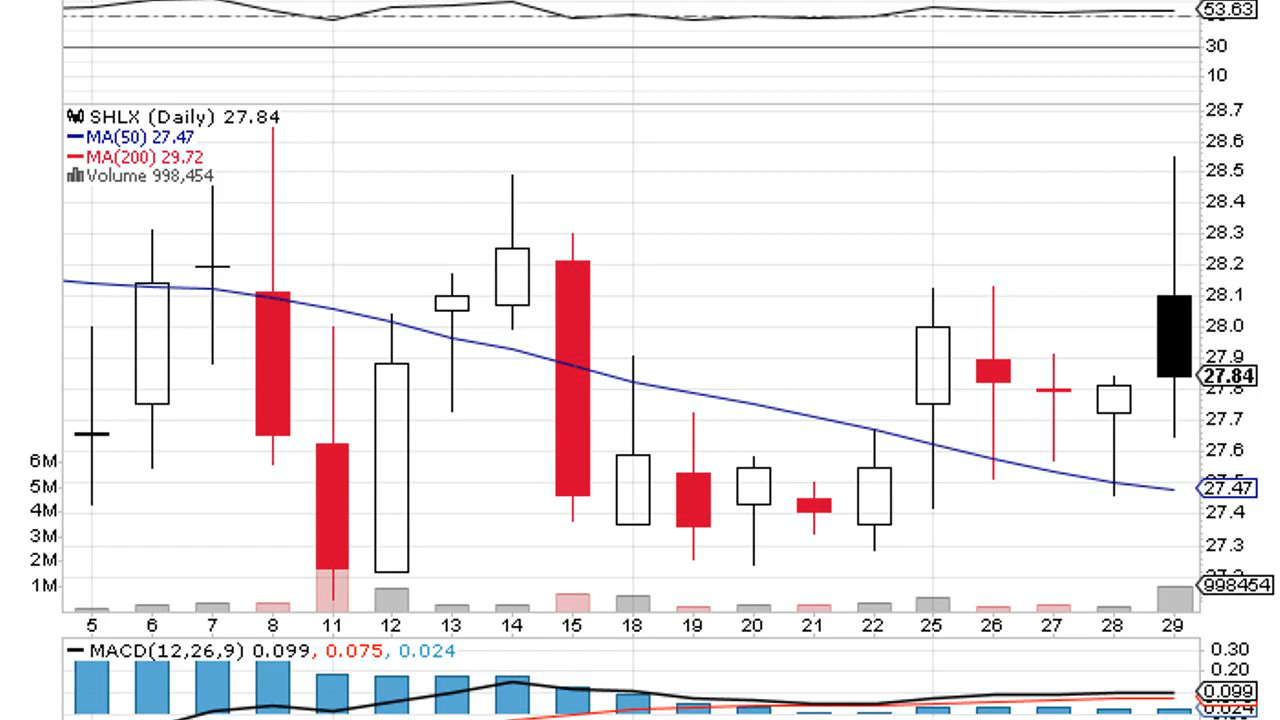 53.63
30
10
SHLX (Daily) 27.84
MA(50) 27.47
MA(200) 29.72
Volume 998,454
28.7
28.6
28.5
28.4
28.3
28.2
28.1
28.0
27.9
27.84
27.7
27.6
27.47
27.4
27.3
998454
6M
5M
4M
3M
2M
1M
5 6 7 8 11 12 13 14 15 18 19 20 21 22 25 26 27 28 29
MACD(12,26,9) 0.099, 0.075, 0.024
0.30
0.20
0.099
0.024